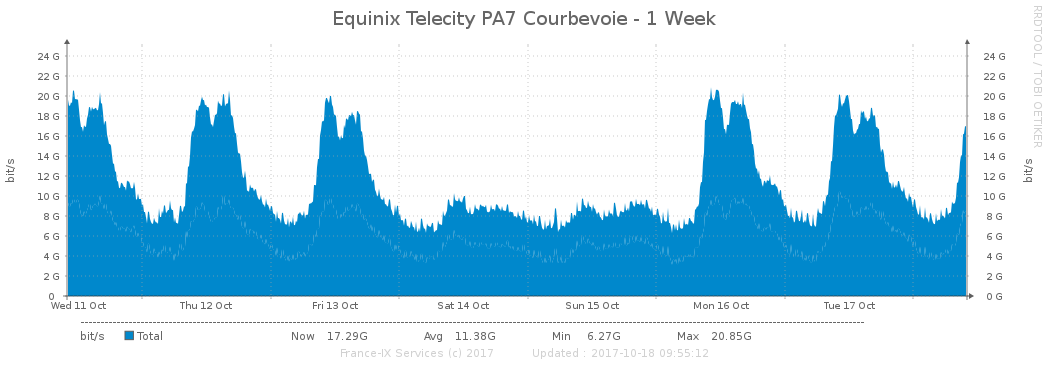 Equinix Telecity PA7 Courbevoie - 1 Week
RRDTOOL / TOBI OETIKER
bit/s
24 G 24 G
22 G 22 G
20 G 20 G
18 G 18 G
16 G 16 G
14 G 14 G
12 G 12 G
10 G 10 G
8 G 8 G
6 G 6 G
4 G 4 G
2 G 2 G
0 0 G
bit/s
Wed 11 Oct Thu 12 Oct Fri 13 Oct Sat 14 Oct Sun 15 Oct Mon 16 Oct Tue 17 Oct
bit/s Total Now 17.29G Avg 11.38G Min 6.27G Max 20.85G
France-IX Services (c) 2017 Updated : 2017-10-18 09:55:12